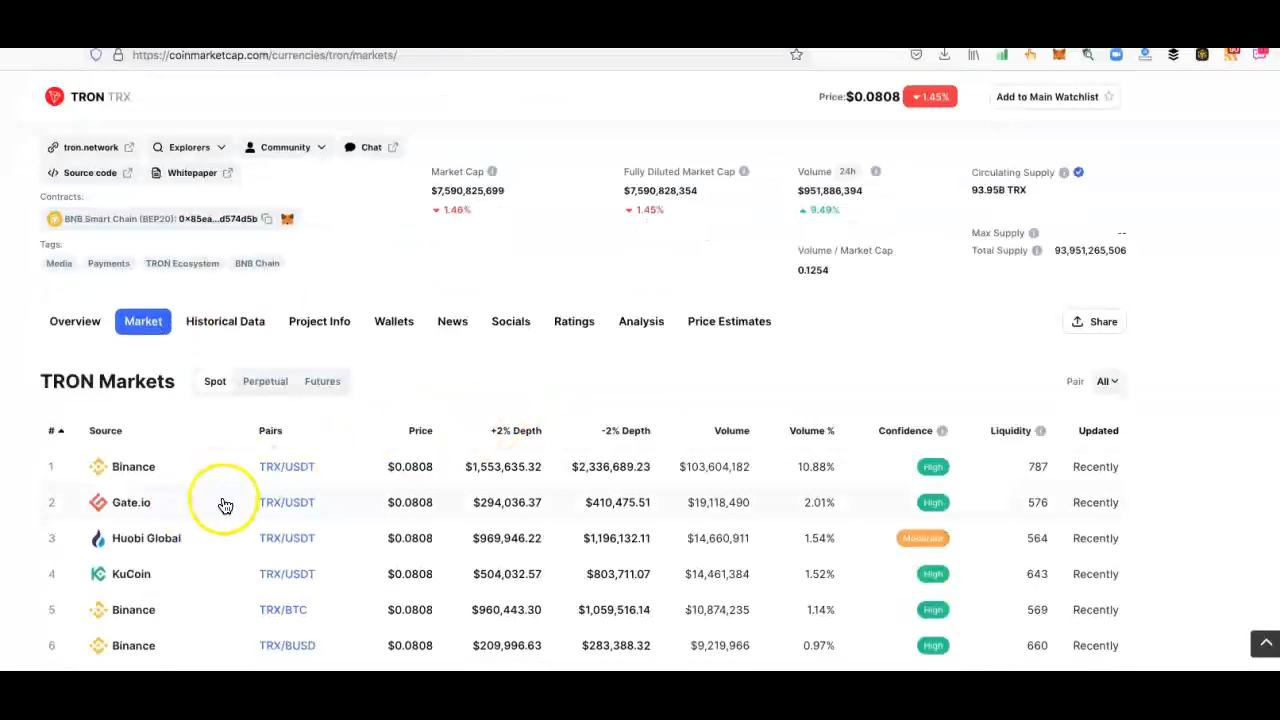 https://coinmarketcap.com/currencies/tron/markets/
TRON TRX
Price:$0.0808 1.45%
Add to Main Watchlist
tron.network Explorers Community Chat
Source code Whitepaper
Contracts:
BNB Smart Chain (BEP20): 0x85ea...d574d5b
Tags:
Media Payments TRON Ecosystem BNB Chain
Market Cap
$7,590,825,699
1.46%
Fully Diluted Market Cap
$7,590,828,354
1.45%
Volume 24h
$951,886,394
9.49%
Volume / Market Cap
0.1254
Circulating Supply
93.95B TRX
Max Supply --
Total Supply 93,951,265,506
Overview Market Historical Data Project Info Wallets News Socials Ratings Analysis Price Estimates Share
TRON Markets Spot Perpetual Futures Pair All
# Source Pairs Price +2% Depth -2% Depth Volume Volume % Confidence Liquidity Updated
1 Binance TRX/USDT $0.0808 $1,553,635.32 $2,336,689.23 $103,604,182 10.88% High 787 Recently
2 Gate.io TRX/USDT $0.0808 $294,036.37 $410,475.51 $19,118,490 2.01% High 576 Recently
3 Huobi Global TRX/USDT $0.0808 $969,946.22 $1,196,132.11 $14,660,911 1.54% Moderate 564 Recently
4 KuCoin TRX/USDT $0.0808 $504,032.57 $803,711.07 $14,461,384 1.52% High 643 Recently
5 Binance TRX/BTC $0.0808 $960,443.30 $1,059,516.14 $10,874,235 1.14% High 569 Recently
6 Binance TRX/BUSD $0.0808 $209,996.63 $283,388.32 $9,219,966 0.97% High 660 Recently